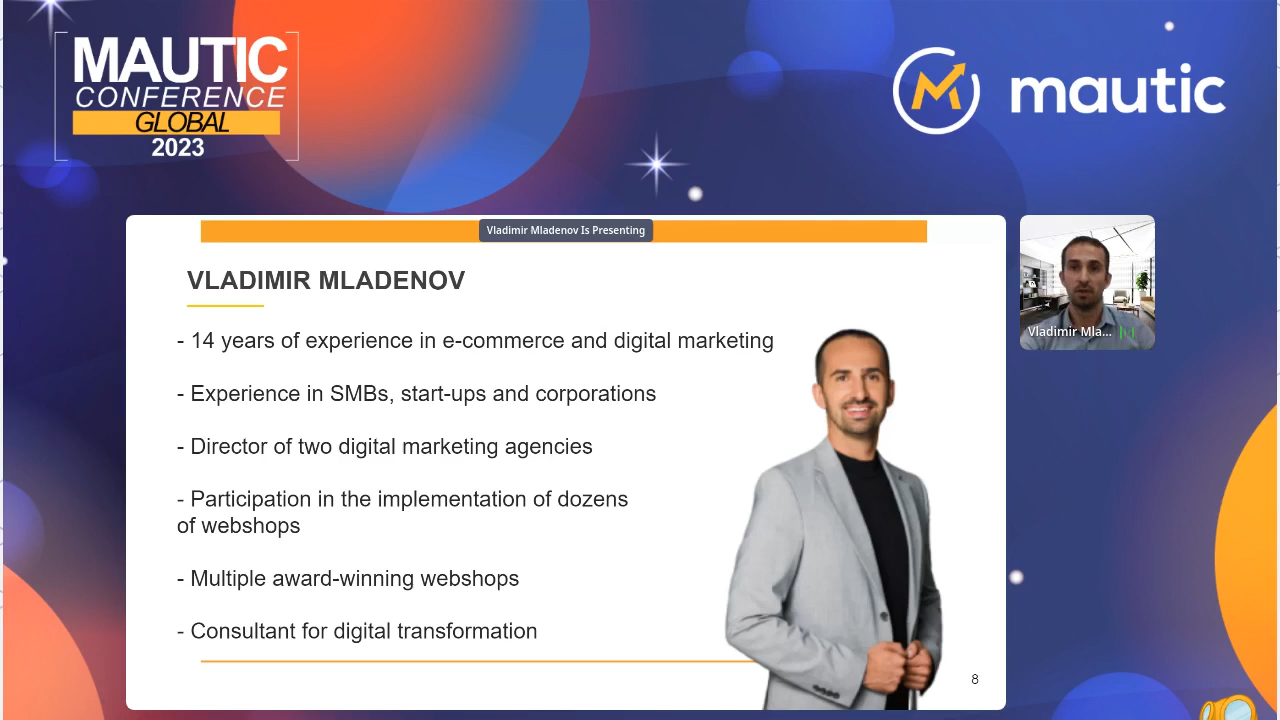 MAUTIC
CONFERENCE
GLOBAL
2023
mautic
Vladimir Mladenov Is Presenting
VLADIMIR MLADENOV
- 14 years of experience in e-commerce and digital marketing
- Experience in SMBs, start-ups and corporations
- Director of two digital marketing agencies
- Participation in the implementation of dozens
of webshops
- Multiple award-winning webshops
- Consultant for digital transformation
8
Vladimir Mla...